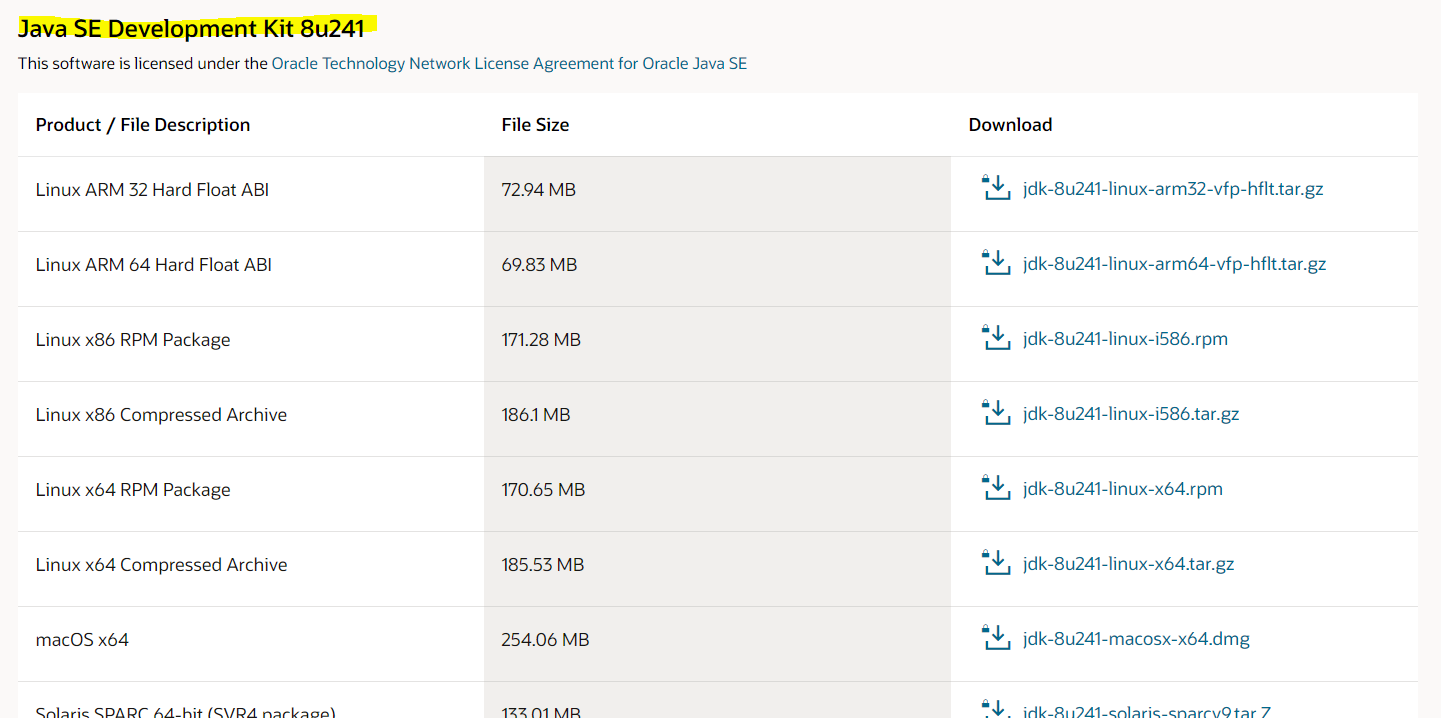 Java SE Development Kit 8u241
This software is licensed under the Oracle Technology Network License Agreement for Oracle Java SE
Product / File Description File Size Download
Linux ARM 32 Hard Float ABI 72.94 MB jdk-8u241-linux-arm32-vfp-hflt.tar.gz
Linux ARM 64 Hard Float ABI 69.83 MB jdk-8u241-linux-arm64-vfp-hflt.tar.gz
Linux x86 RPM Package 171.28 MB jdk-8u241-linux-i586.rpm
Linux x86 Compressed Archive 186.1 MB jdk-8u241-linux-i586.tar.gz
Linux x64 RPM Package 170.65 MB jdk-8u241-linux-x64.rpm
Linux x64 Compressed Archive 185.53 MB jdk-8u241-linux-x64.tar.gz
macOS x64 254.06 MB jdk-8u241-macosx-x64.dmg
Solaris SPARC 64-bit (SVR4 package) 133.01 MB jdk-8u241-solaris-sparcv9.tar.Z